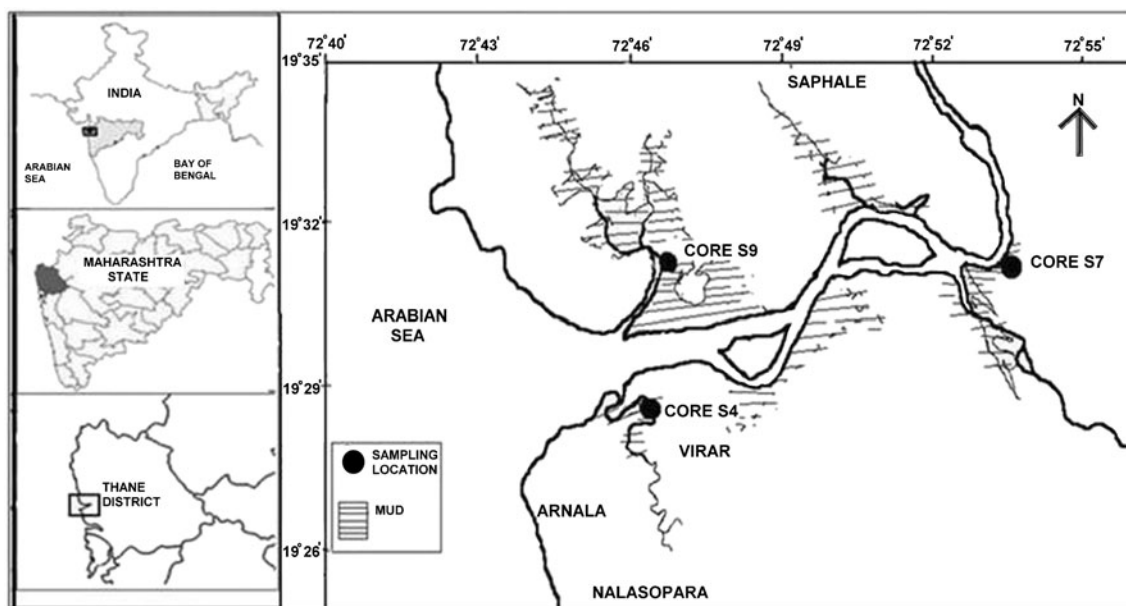 INDIA
ARABIAN
SEA
BAY OF
BENGAL
MAHARASHTRA
STATE
THANE
DISTRICT
72°40'
72°43'
72°46'
72°49'
72°52'
72°55'
19°35'
19°32'
19°29'
19°26'
SAPHALE
N
CORE S9
CORE S7
ARABIAN
SEA
CORE S4
VIRAR
ARNALA
NALASOPARA
SAMPLING
LOCATION
MUD